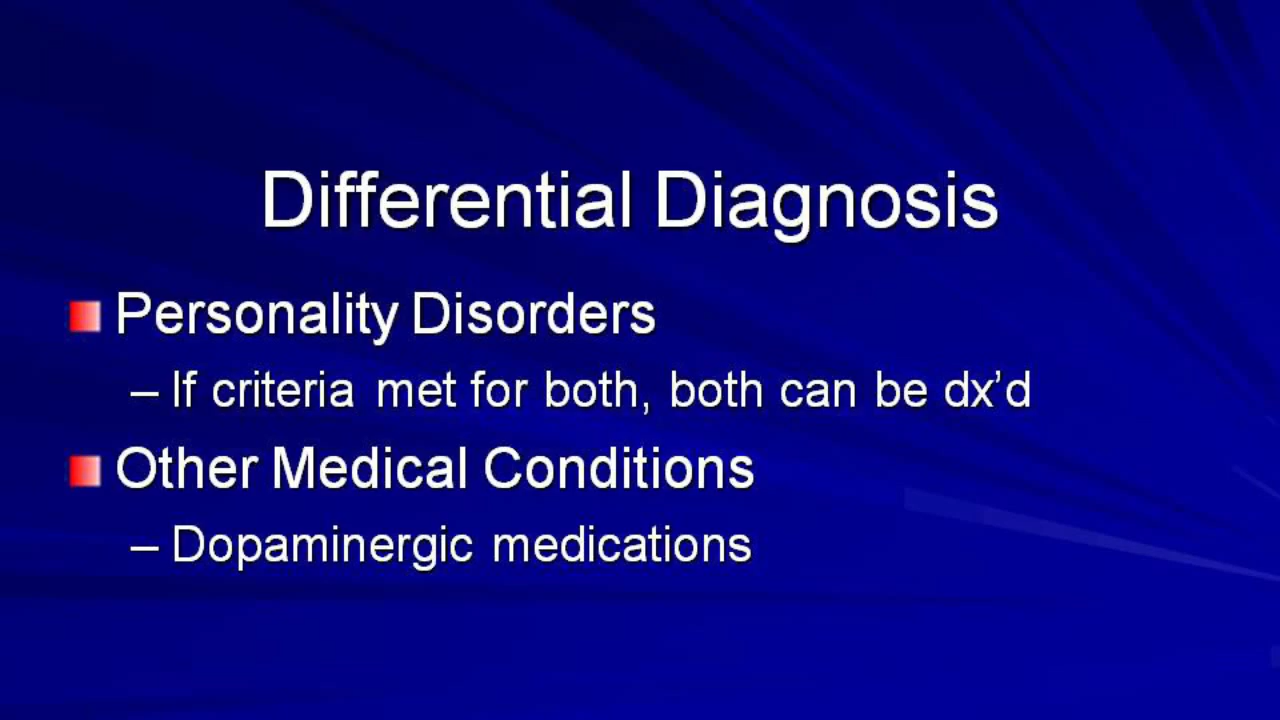 Differential Diagnosis
Personality Disorders
– If criteria met for both, both can be dx’d
Other Medical Conditions
– Dopaminergic medications